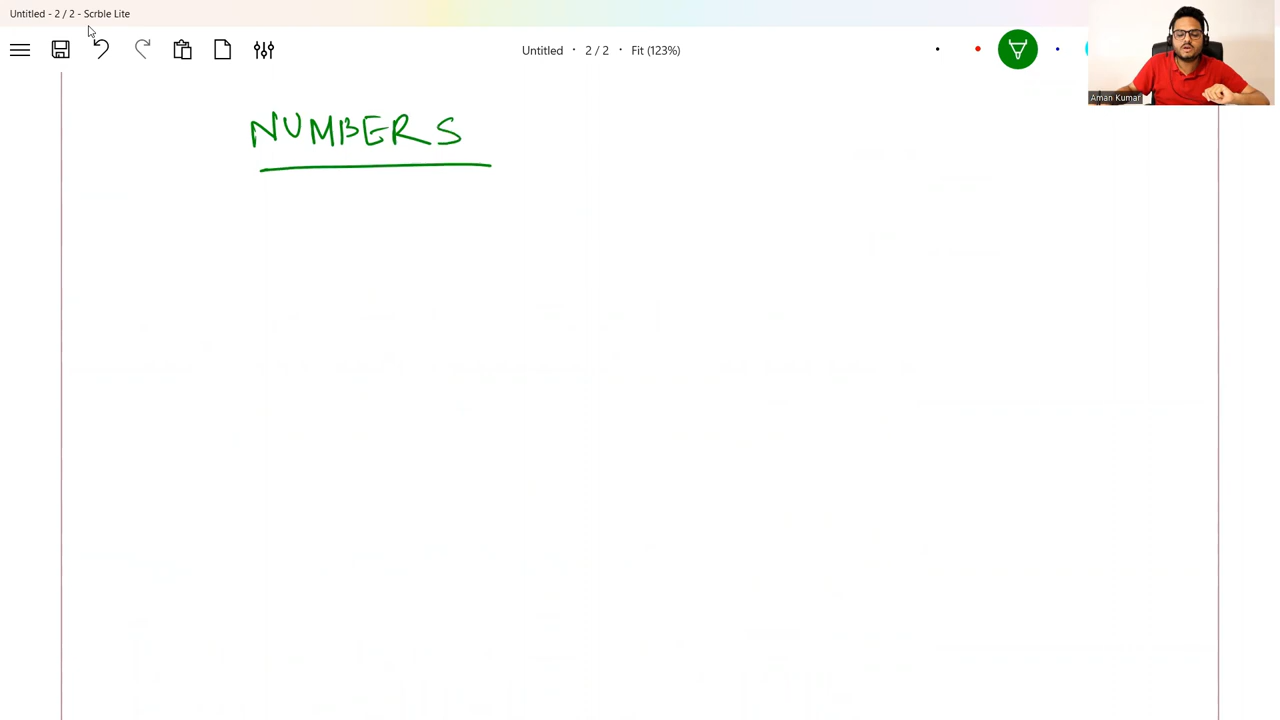 Untitled - 2 / 2 - Scrble Lite
Untitled · 2 / 2 · Fit (123%)
Aman Kumar
NUMBERS